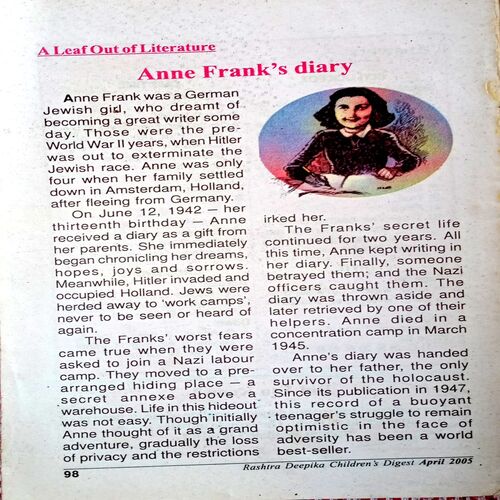 A Leaf Out of Literature
Anne Frank's diary
Anne Frank was a German
Jewish girl, who dreamt of
becoming a great writer some
day. Those were the pre-
World War II years, when Hitler
was out to exterminate the
Jewish race. Anne was only
four when her family settled
down in Amsterdam, Holland,
after fleeing from Germany.
On June 12, 1942 – her
thirteenth birthday – Anne
received a diary as a gift from
her parents. She immediately
began chronicling her dreams,
hopes, joys and sorrows.
Meanwhile, Hitler invaded and
occupied Holland. Jews were
herded away to 'work camps',
never to be seen or heard of
again.
The Franks' worst fears
came true when they were
asked to join a Nazi labour
camp. They moved to a pre-
arranged hiding place – a
secret annexe above a
warehouse. Life in this hideout
was not easy. Though initially
Anne thought of it as a grand
adventure, gradually the loss
of privacy and the restrictions
irked her.
The Franks' secret life
continued for two years. All
this time, Anne kept writing in
her diary. Finally, someone
betrayed them; and the Nazi
officers caught them. The
diary was thrown aside and
later retrieved by one of their
helpers. Anne died in a
concentration camp in March
1945.
Anne's diary was handed
over to her father, the only
survivor of the holocaust.
Since its publication in 1947,
this record of a buoyant
teenager's struggle to remain
optimistic in the face of
adversity has been a world
best-seller.
98
Rashtra Deepika Children's Digest April 2005